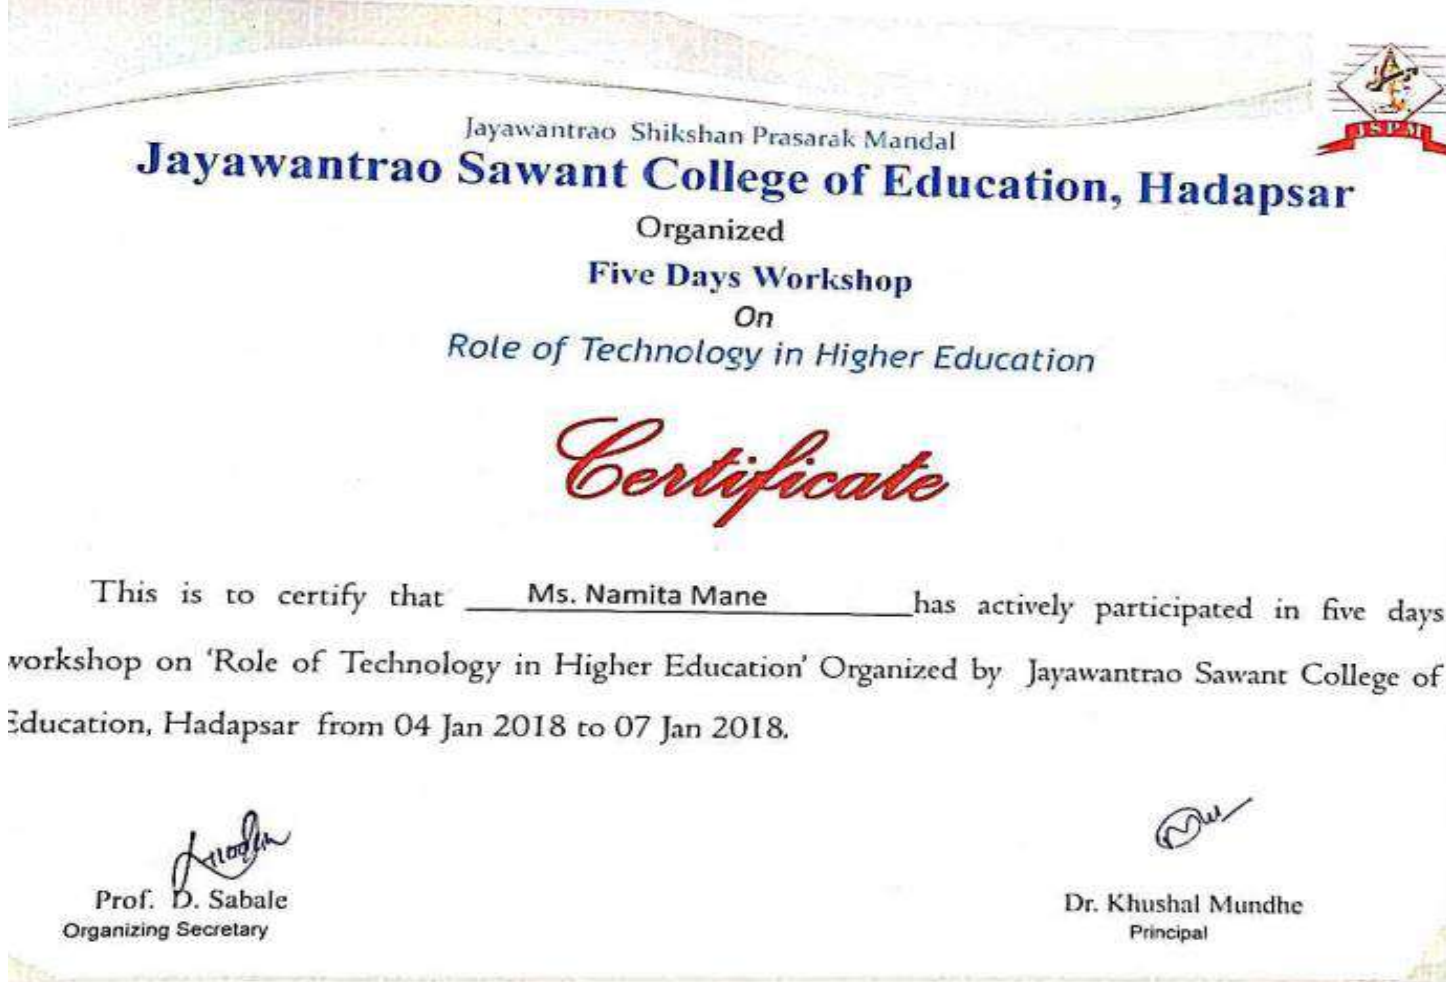 JSPM
Jayawantrao Shikshan Prasarak Mandal
Jayawantrao Sawant College of Education, Hadapsar
Organized
Five Days Workshop
On
Role of Technology in Higher Education
Certificate
This is to certify that Ms. Namita Mane has actively participated in five days
workshop on ‘Role of Technology in Higher Education’ Organized by Jayawantrao Sawant College of
Education, Hadapsar from 04 Jan 2018 to 07 Jan 2018.
Prof. D. Sabale
Organizing Secretary
Dr. Khushal Mundhe
Principal